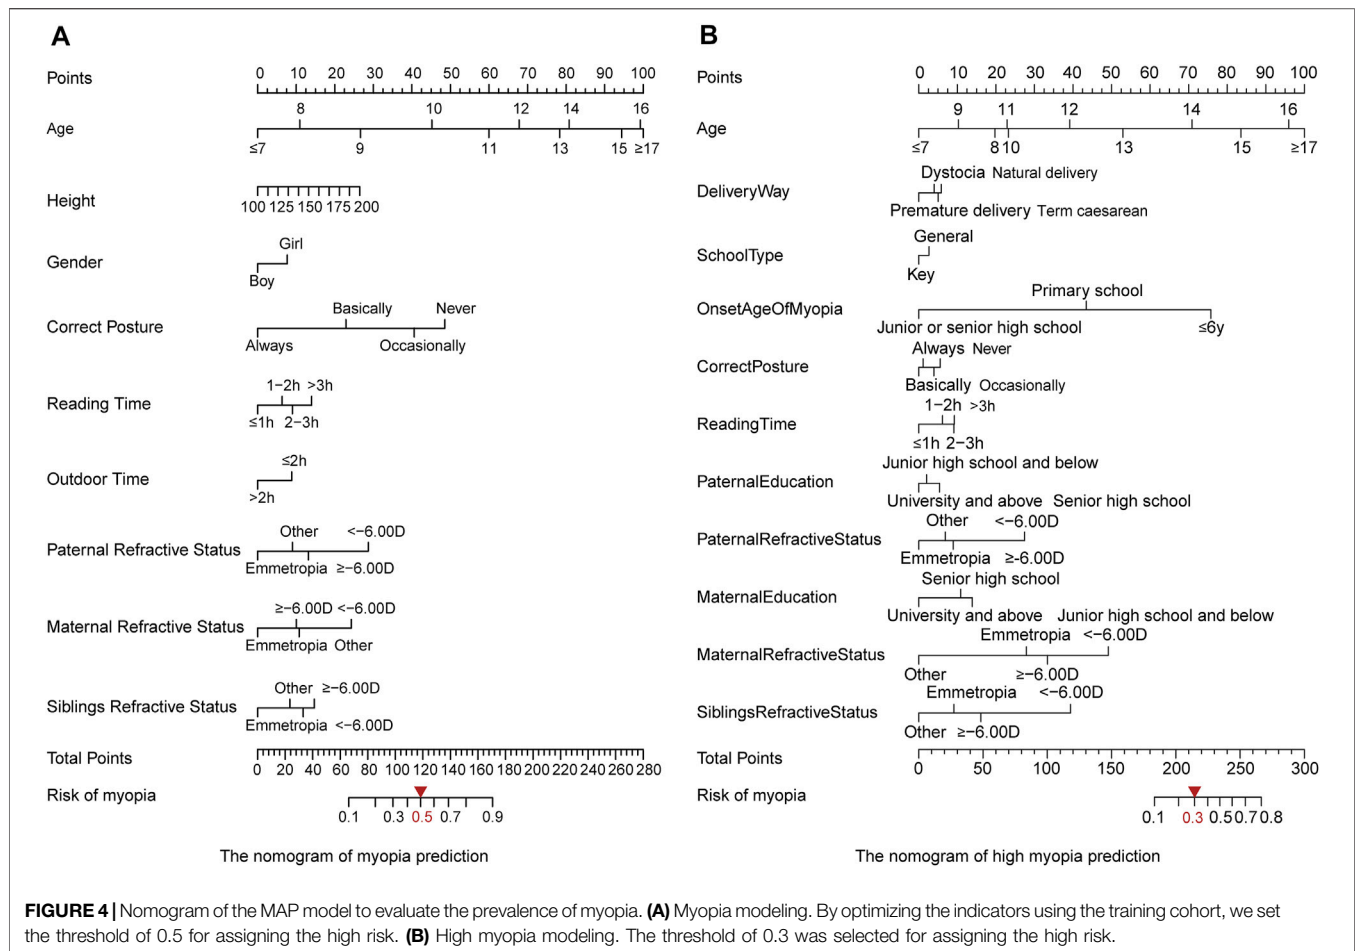 A
Points
0 10 20 30 40 50 60 70 80 90 100
8 10 12 14 16
Age
≤7 9 11 13 15 ≥17
Height
100 125 150 175 200
Girl
Gender
Boy
Basically Never
Correct Posture
Always Occasionally
1−2h >3h
Reading Time
≤1h 2−3h
≤2h
Outdoor Time
>2h
Other <−6.00D
Paternal Refractive Status
Emmetropia ≥−6.00D
≥−6.00D <−6.00D
Maternal Refractive Status
Emmetropia Other
Other ≥−6.00D
Siblings Refractive Status
Emmetropia <−6.00D
Total Points
0 20 40 60 80 100 120 140 160 180 200 220 240 260 280
Risk of myopia
0.1 0.3 0.5 0.7 0.9
The nomogram of myopia prediction
B
Points
0 10 20 30 40 50 60 70 80 90 100
9 11 12 14 16
Age
≤7 8 10 13 15 ≥17
Dystocia Natural delivery
DeliveryWay
Premature delivery Term caesarean
General
SchoolType
Key
Primary school
OnsetAgeOfMyopia
Junior or senior high school ≤6y
Always Never
CorrectPosture
Basically Occasionally
1−2h >3h
ReadingTime
≤1h 2−3h
Junior high school and below
PaternalEducation
University and above Senior high school
Other <−6.00D
PaternalRefractiveStatus
Emmetropia ≥-6.00D
Senior high school
MaternalEducation
University and above Junior high school and below
Emmetropia <−6.00D
MaternalRefractiveStatus
Other ≥−6.00D
Emmetropia <−6.00D
SiblingsRefractiveStatus
Other ≥−6.00D
Total Points
0 50 100 150 200 250 300
Risk of myopia
0.1 0.3 0.5 0.7 0.8
The nomogram of high myopia prediction
FIGURE 4 | Nomogram of the MAP model to evaluate the prevalence of myopia. (A) Myopia modeling. By optimizing the indicators using the training cohort, we set
the threshold of 0.5 for assigning the high risk. (B) High myopia modeling. The threshold of 0.3 was selected for assigning the high risk.